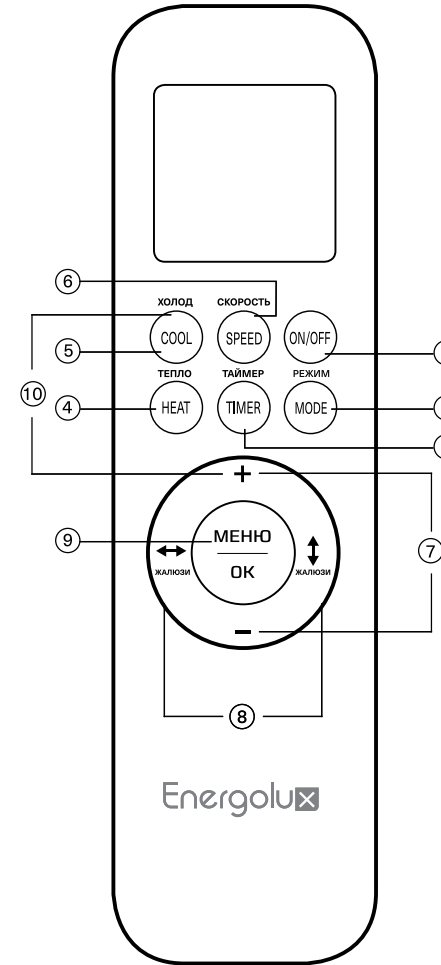 6
ХОЛОД СКОРОСТЬ
5 COOL SPEED ON/OFF
ТЕПЛО ТАЙМЕР РЕЖИМ
10
4 HEAT TIMER MODE
+
9 МЕНЮ
7
ЖАЛЮЗИ ОК ЖАЛЮЗИ
−
8
Energolux